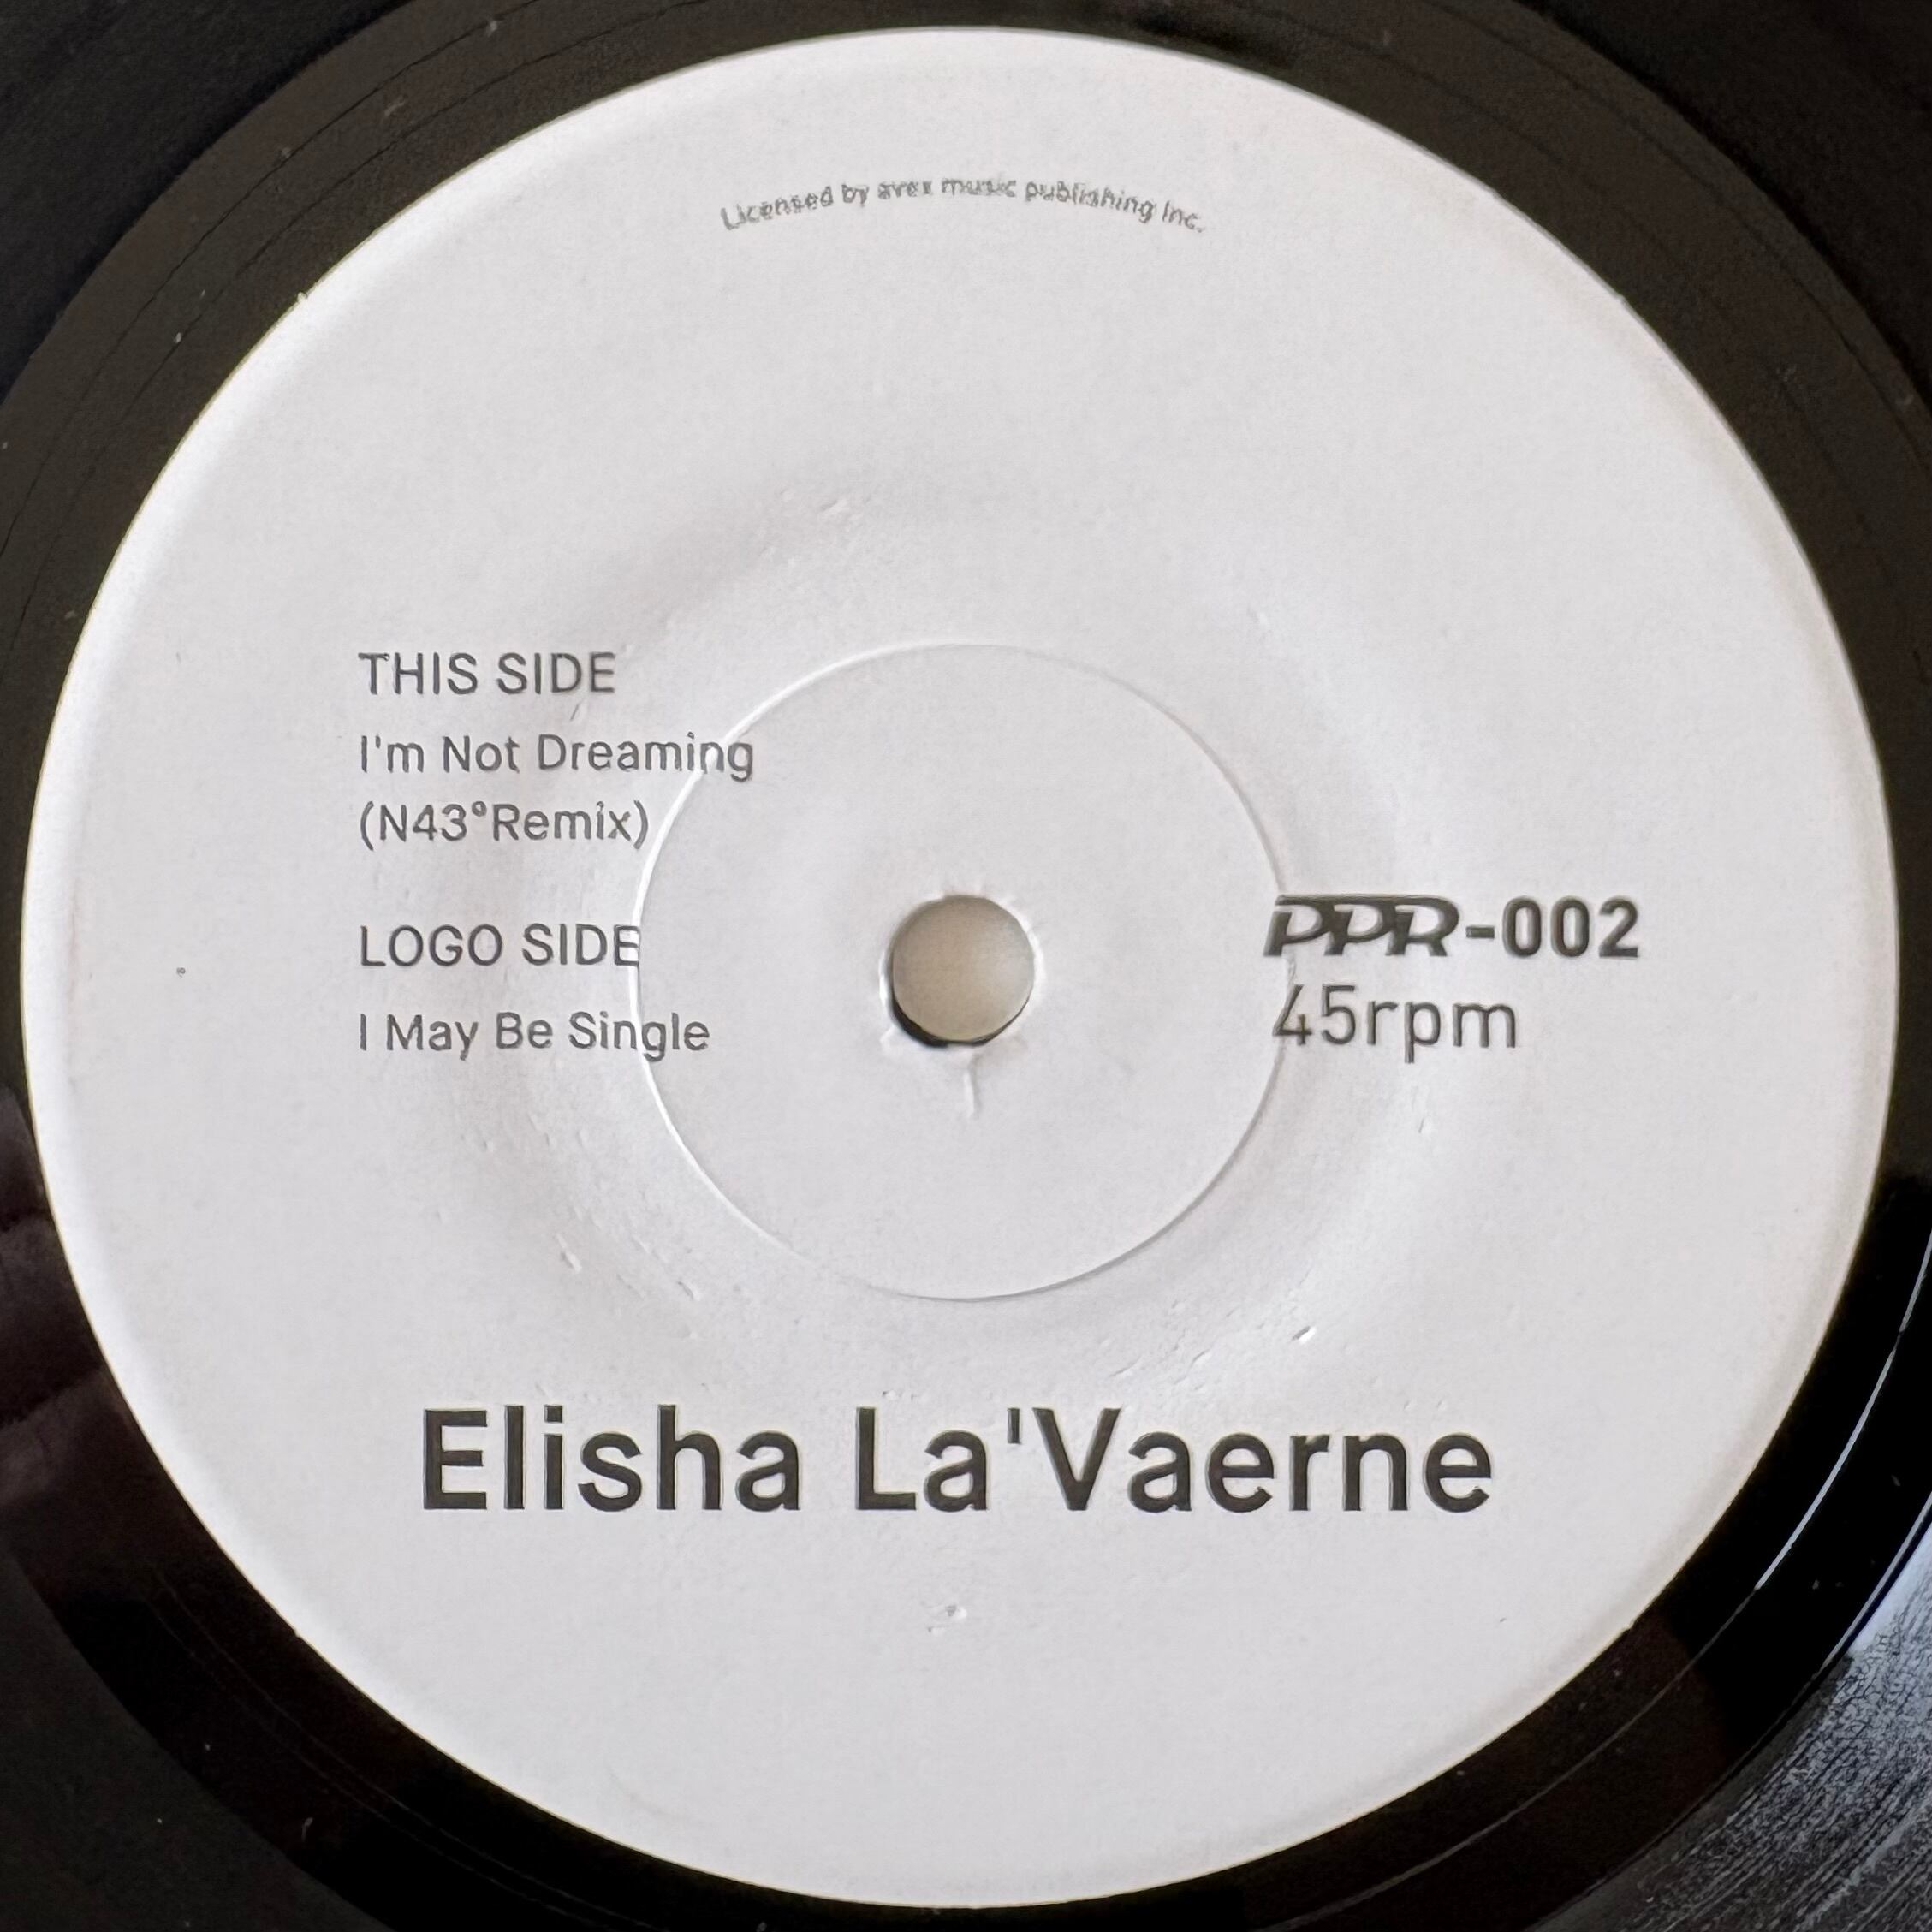 Licensed by avex music publishing Inc.
THIS SIDE
I'm Not Dreaming
(N43°Remix)
LOGO SIDE
I May Be Single
PPR-002
45rpm
Elisha La'Vaerne